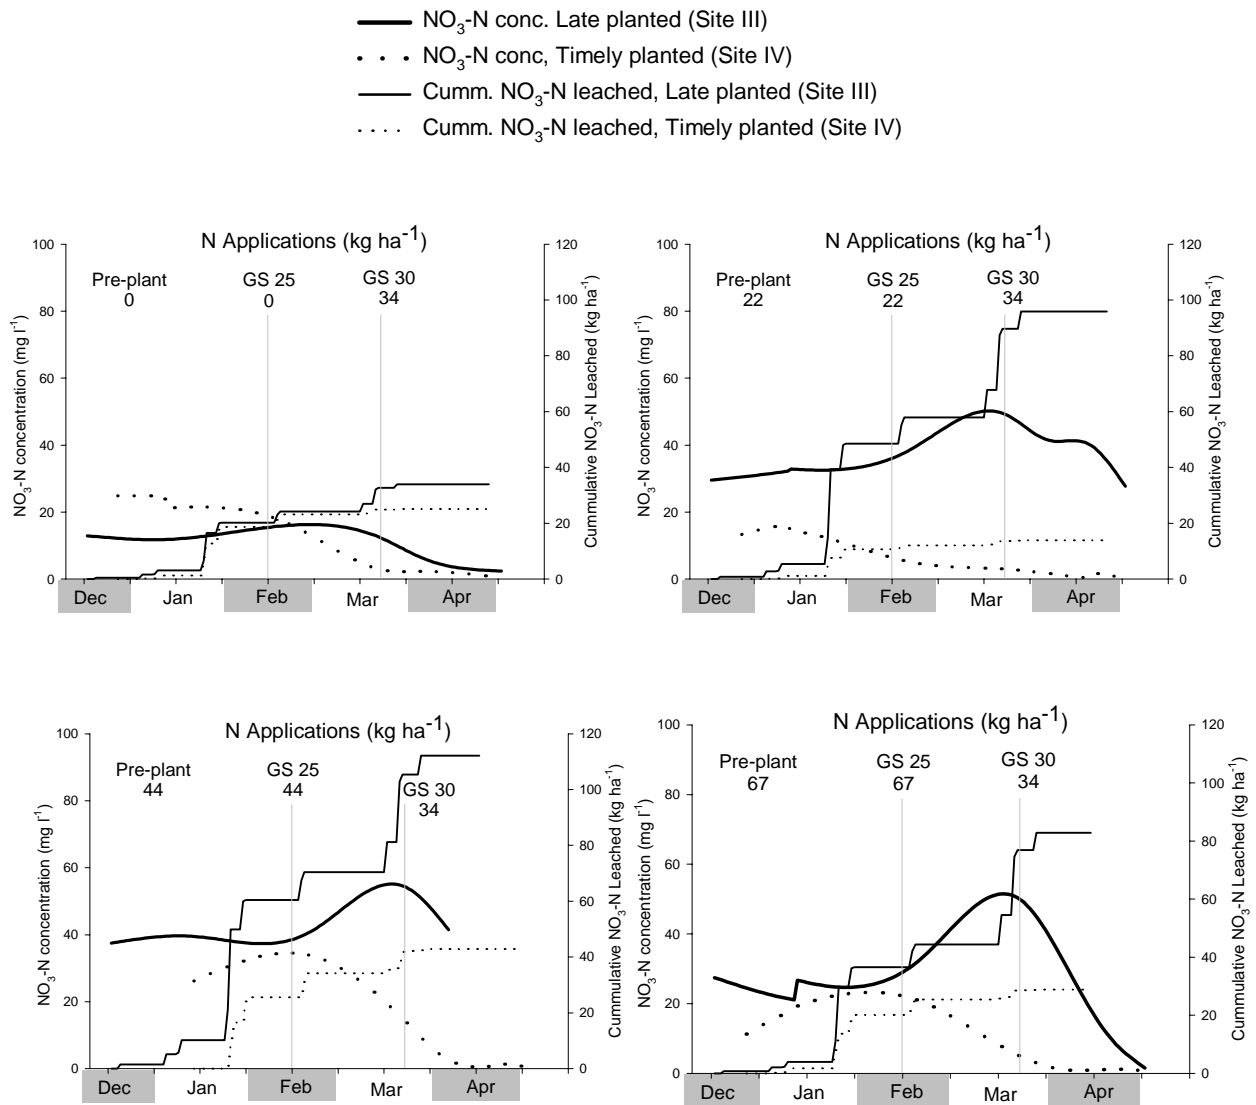 NO3-N conc. Late planted (Site III)
NO3-N conc, Timely planted (Site IV)
Cumm. NO3-N leached, Late planted (Site III)
Cumm. NO3-N leached, Timely planted (Site IV)
N Applications (kg ha-1)
Pre-plant
0
GS 25
0
GS 30
34
100
80
60
40
20
0
NO3-N concentration (mg l-1)
120
100
80
60
40
20
0
Cummulative NO3-N Leached (kg ha-1)
Dec Jan Feb Mar Apr
N Applications (kg ha-1)
Pre-plant
22
GS 25
22
GS 30
34
100
80
60
40
20
0
NO3-N concentration (mg l-1)
120
100
80
60
40
20
0
Cummulative NO3-N Leached (kg ha-1)
Dec Jan Feb Mar Apr
N Applications (kg ha-1)
Pre-plant
44
GS 25
44
GS 30
34
100
80
60
40
20
0
NO3-N concentration (mg l-1)
120
100
80
60
40
20
0
Cummulative NO3-N Leached (kg ha-1)
Dec Jan Feb Mar Apr
N Applications (kg ha-1)
Pre-plant
67
GS 25
67
GS 30
34
100
80
60
40
20
0
NO3-N concentration (mg l-1)
120
100
80
60
40
20
0
Cummulative NO3-N Leached (kg ha-1)
Dec Jan Feb Mar Apr